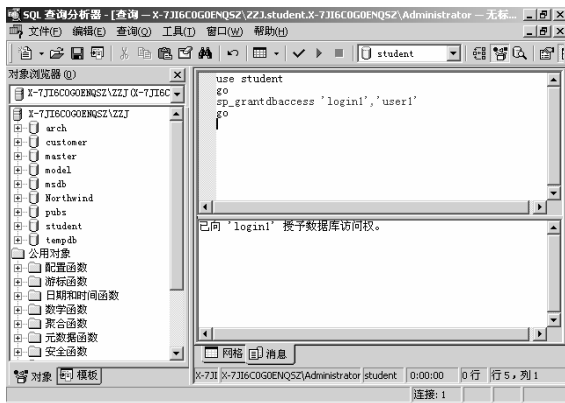 SQL 查询分析器 - [查询 — X-7JI6C0G0ENQSZ\ZZJ.student.X-7JI6C0G0ENQSZ\Administrator — 无标...
文件(F) 编辑(E) 查询(Q) 工具(T) 窗口(W) 帮助(H)
student
对象浏览器(O)
X-7JI6C0G0ENQSZ\ZZJ(X-7JI6C
X-7JI6C0G0ENQSZ\ZZJ
arch
customer
master
model
msdb
Northwind
pubs
student
tempdb
公用对象
配置函数
游标函数
日期和时间函数
数学函数
聚合函数
元数据函数
安全函数
对象 模板
use student
go
sp_grantdbaccess 'login1','user1'
go
已向 'login1' 授予数据库访问权。
网格 消息
X-7JI X-7JI6C0G0ENQSZ\Administrator student 0:00:00 0 行 行 5，列 1
连接: 1